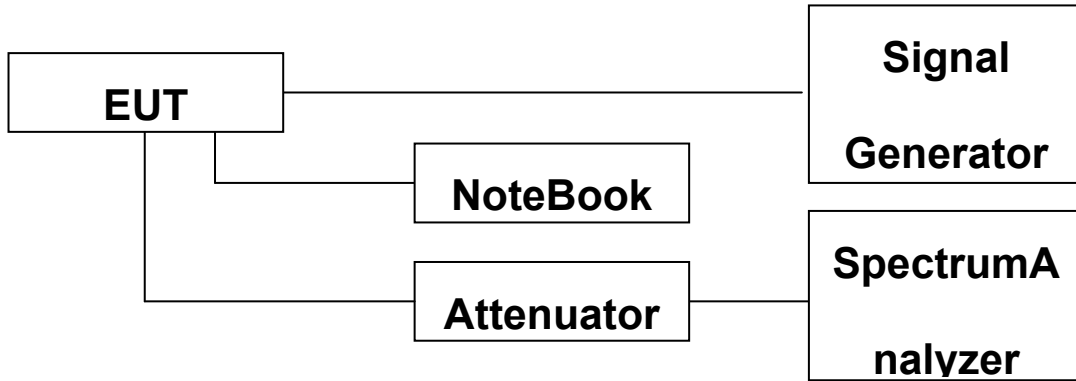 Signal
EUT
Generator
NoteBook
SpectrumA
Attenuator
nalyzer